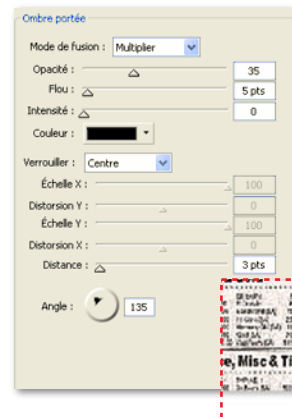 Ombre portée
Mode de fusion : Multiplier
Opacité : 35
Flou : 5 pts
Intensité : 0
Couleur :
Verrouiller : Centre
Échelle X : 100
Distorsion Y : 0
Échelle Y : 100
Distorsion X : 0
Distance : 3 pts
Angle : 135
e, Misc & Ti